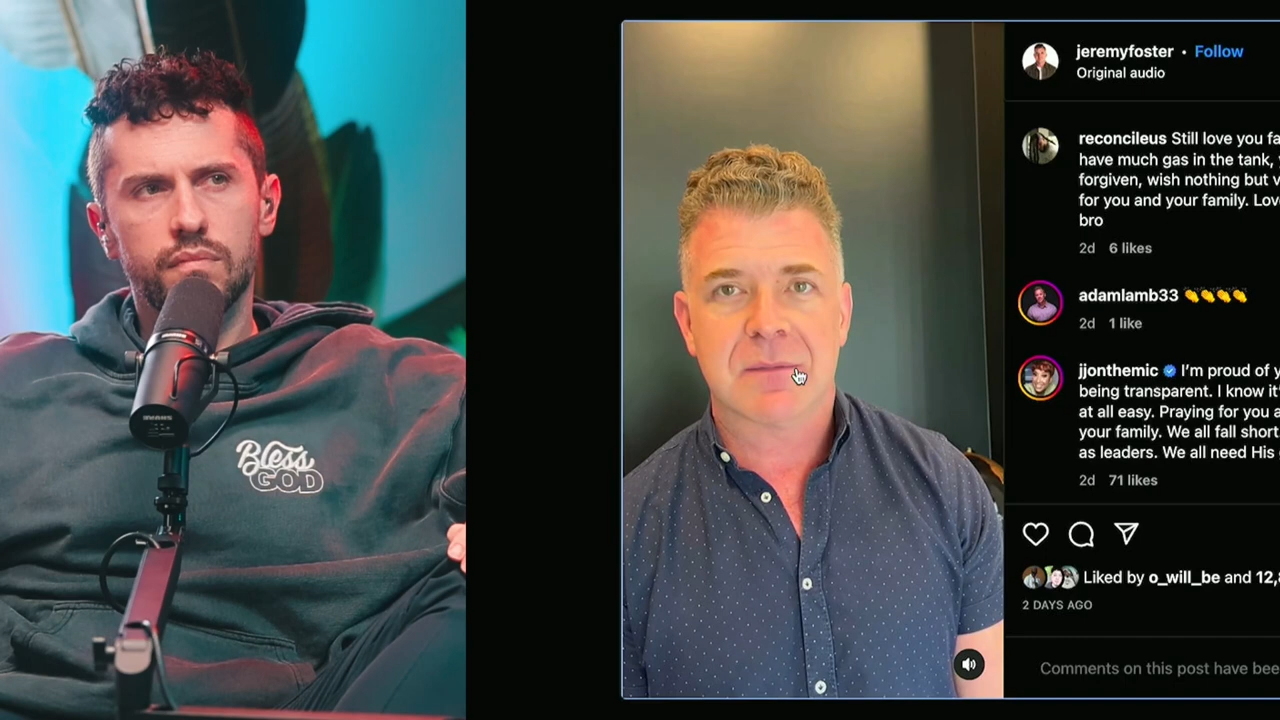 Bless
GOD
jeremyfoster • Follow
Original audio
reconcileus Still love you fa
have much gas in the tank,
forgiven, wish nothing but v
for you and your family. Lov
bro
2d 6 likes
adamlamb33 👏👏👏👏
2d 1 like
jjonthemic I'm proud of y
being transparent. I know it'
at all easy. Praying for you a
your family. We all fall short
as leaders. We all need His
2d 71 likes
Liked by o_will_be and 12,
2 DAYS AGO
Comments on this post have bee